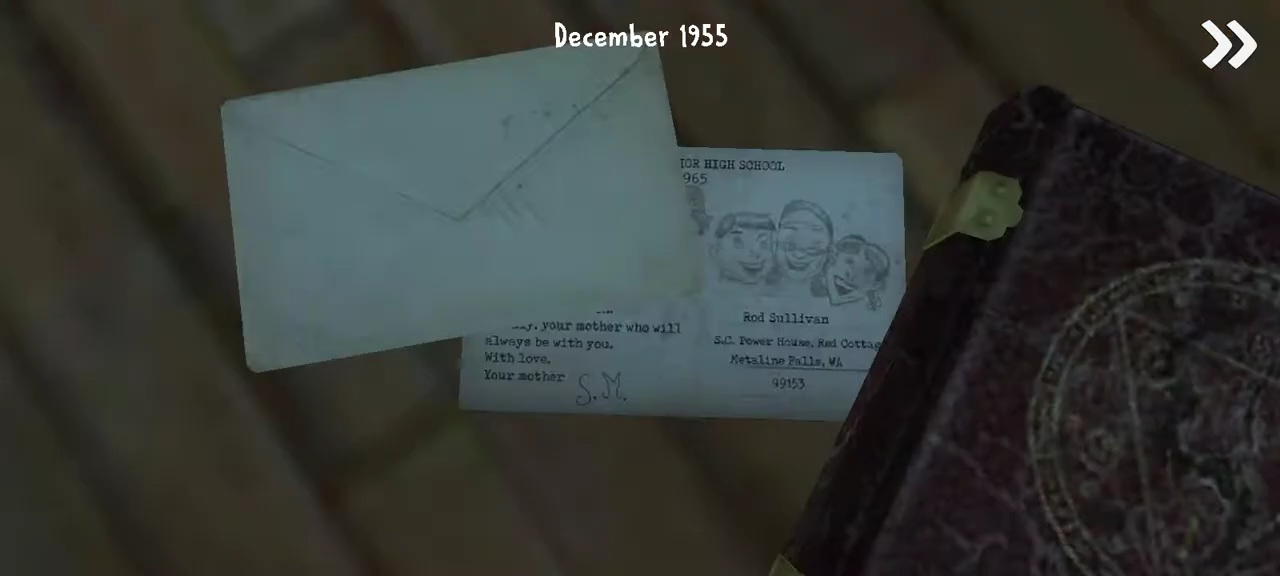 December 1955
IOR HIGH SCHOOL
965
your mother who will
always be with you.
With love,
Your mother S.M.
Rod Sullivan
S.C. Power House, Red Cottag
Metaline Falls, WA
99153